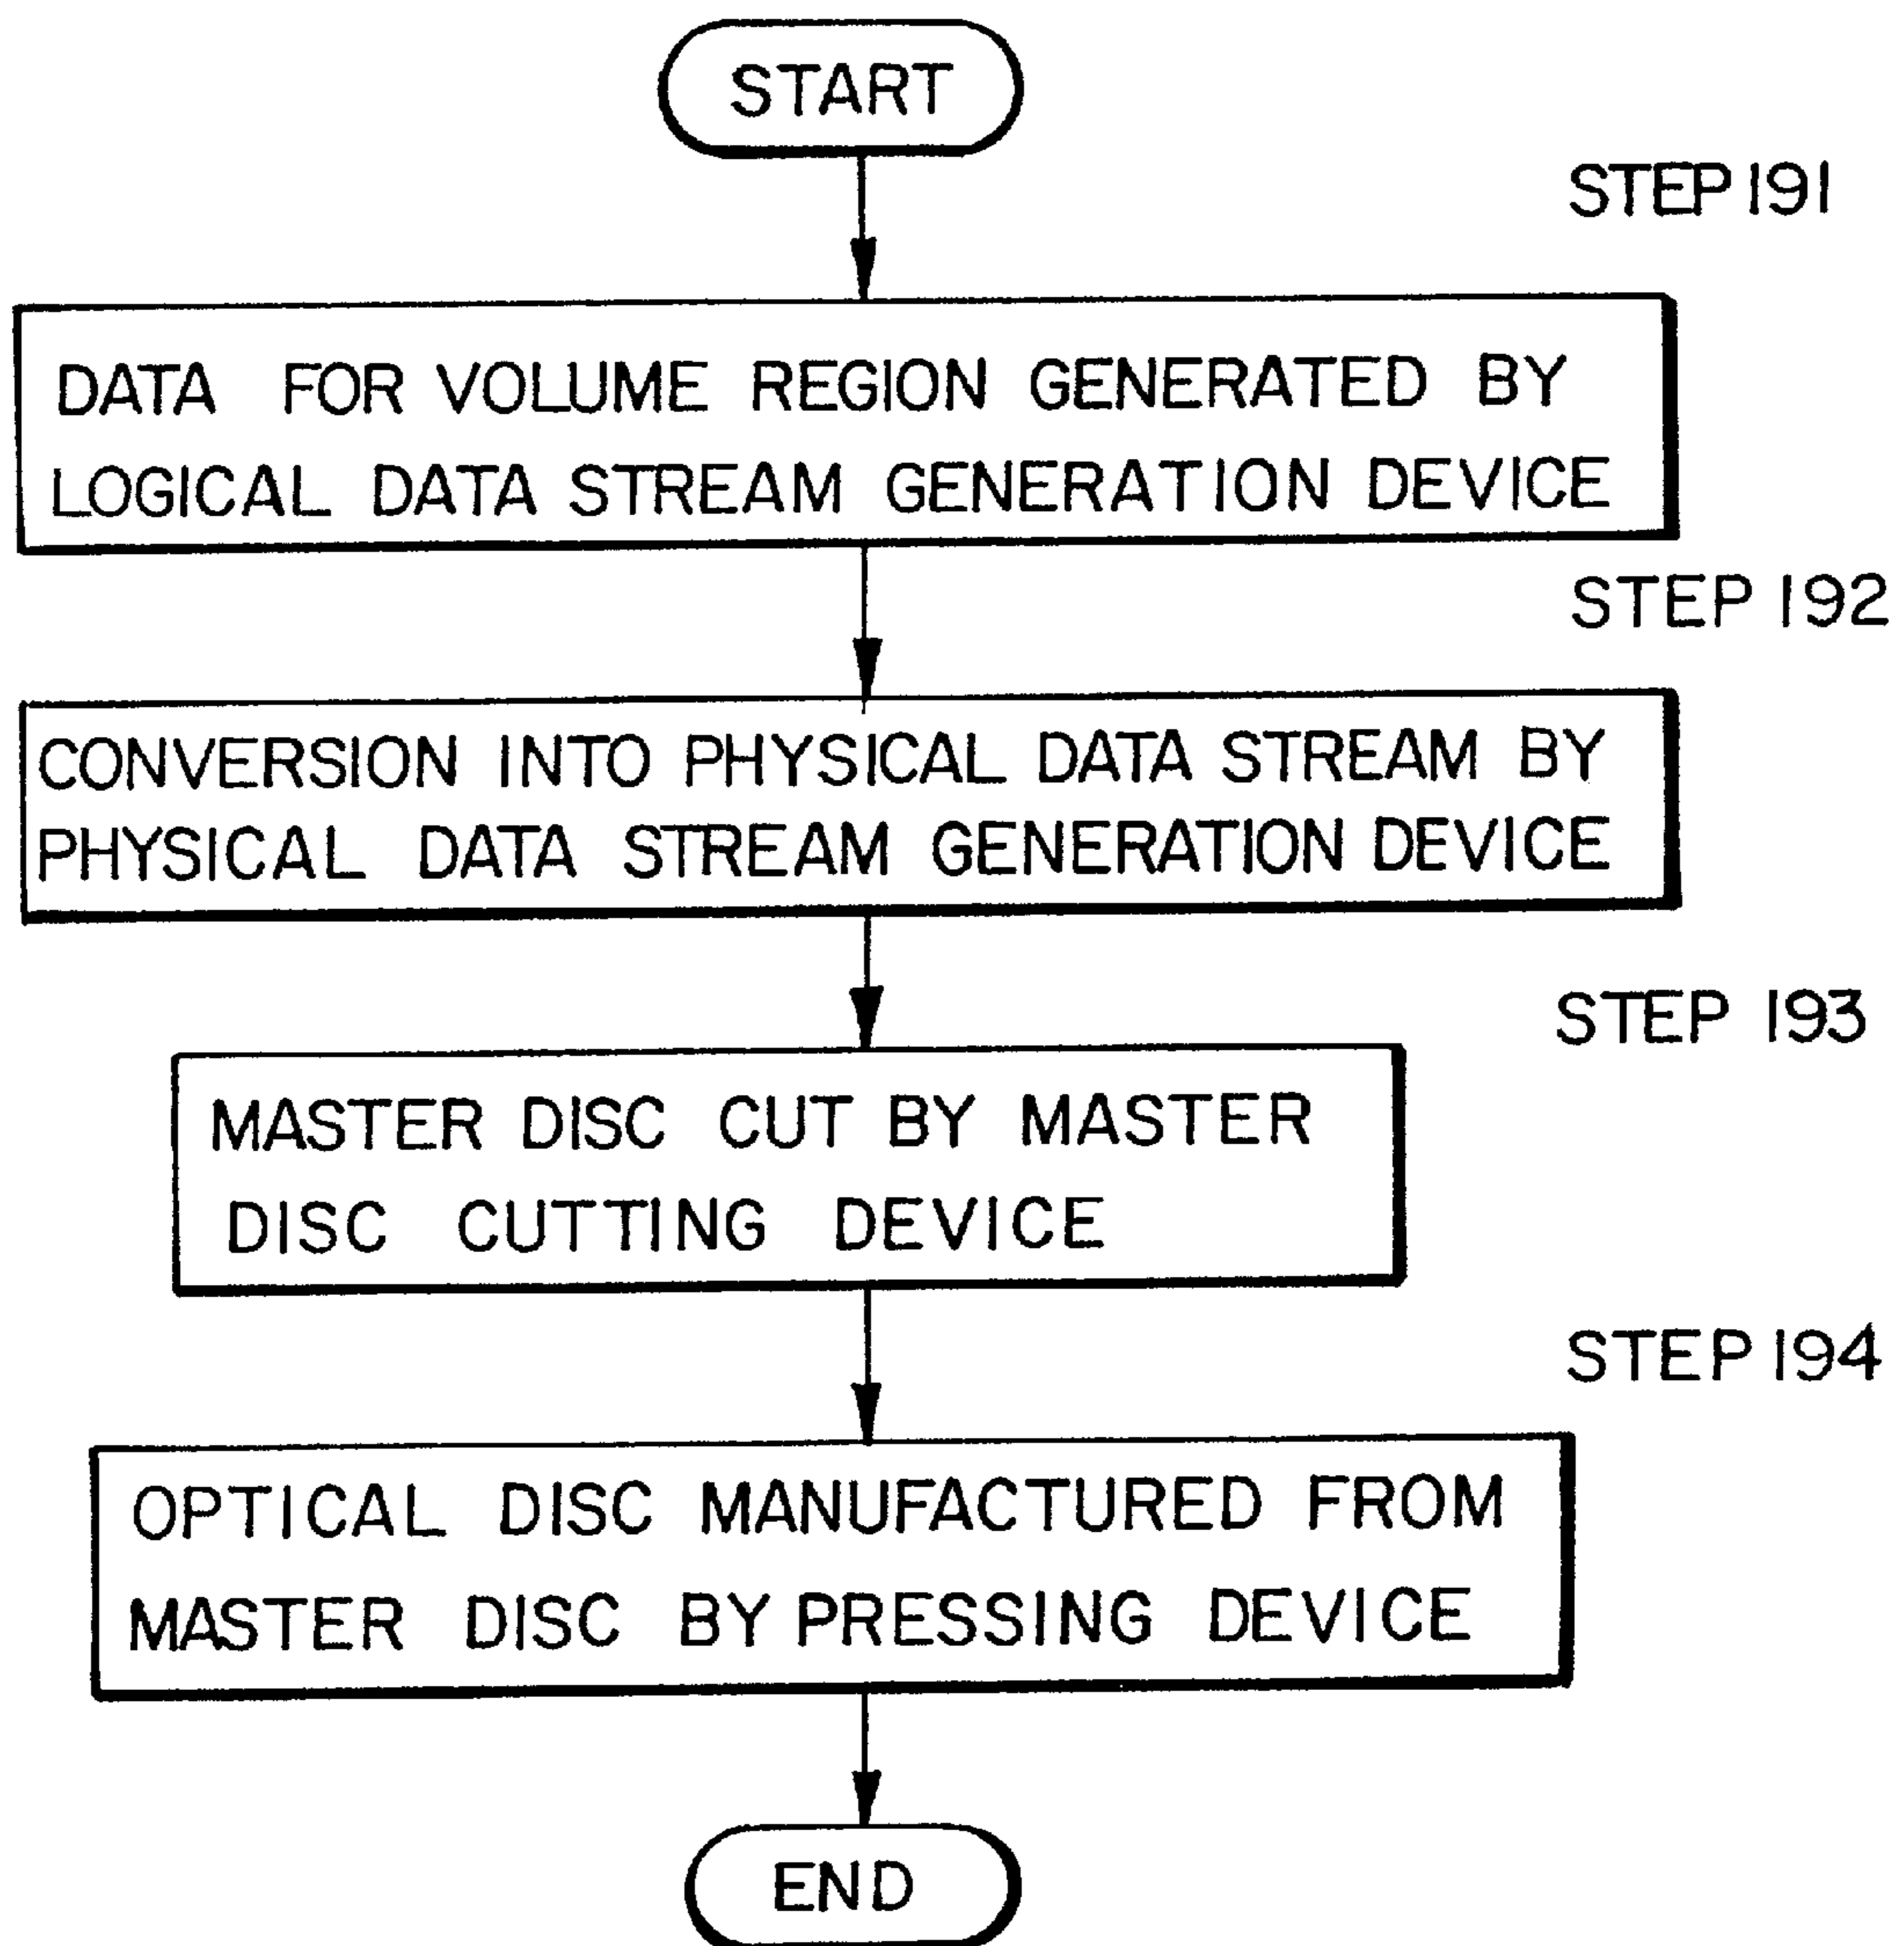 START
STEP 191
DATA FOR VOLUME REGION GENERATED BY
LOGICAL DATA STREAM GENERATION DEVICE
STEP 192
CONVERSION INTO PHYSICAL DATA STREAM BY
PHYSICAL DATA STREAM GENERATION DEVICE
STEP 193
MASTER DISC CUT BY MASTER
DISC CUTTING DEVICE
STEP 194
OPTICAL DISC MANUFACTURED FROM
MASTER DISC BY PRESSING DEVICE
END